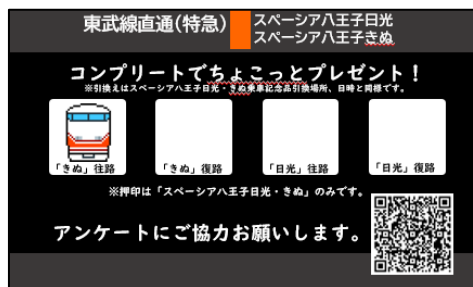 東武線直通(特急)
スペーシア八王子日光
スペーシア八王子きぬ
コンプリートでちょこっとプレゼント！
※引換えはスペーシア八王子日光・きぬ乗車記念品引換場所、日時と同様です。
「きぬ」往路
「きぬ」復路
「日光」往路
「日光」復路
※押印は「スペーシア八王子日光・きぬ」のみです。
アンケートにご協力お願いします。